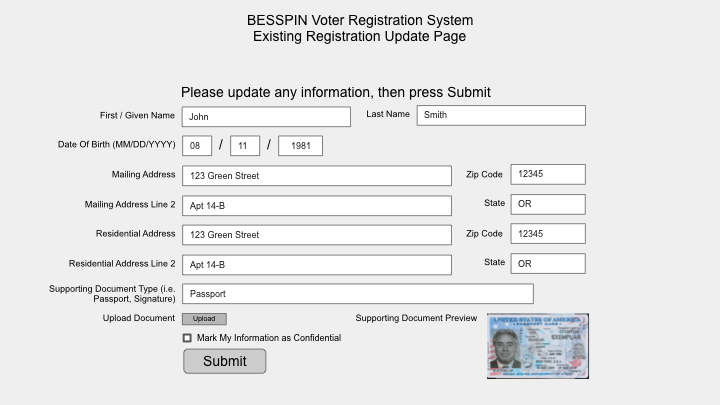 BESSPIN Voter Registration System
Existing Registration Update Page
Please update any information, then press Submit
First / Given Name John Last Name Smith
Date Of Birth (MM/DD/YYYY) 08 / 11 / 1981
Mailing Address 123 Green Street Zip Code 12345
Mailing Address Line 2 Apt 14-B State OR
Residential Address 123 Green Street Zip Code 12345
Residential Address Line 2 Apt 14-B State OR
Supporting Document Type (i.e.
Passport, Signature) Passport
Upload Document Upload Supporting Document Preview
UNITED STATES OF AMERICA
PASSPORT CARD
EXEMPLAR
Mark My Information as Confidential
Submit